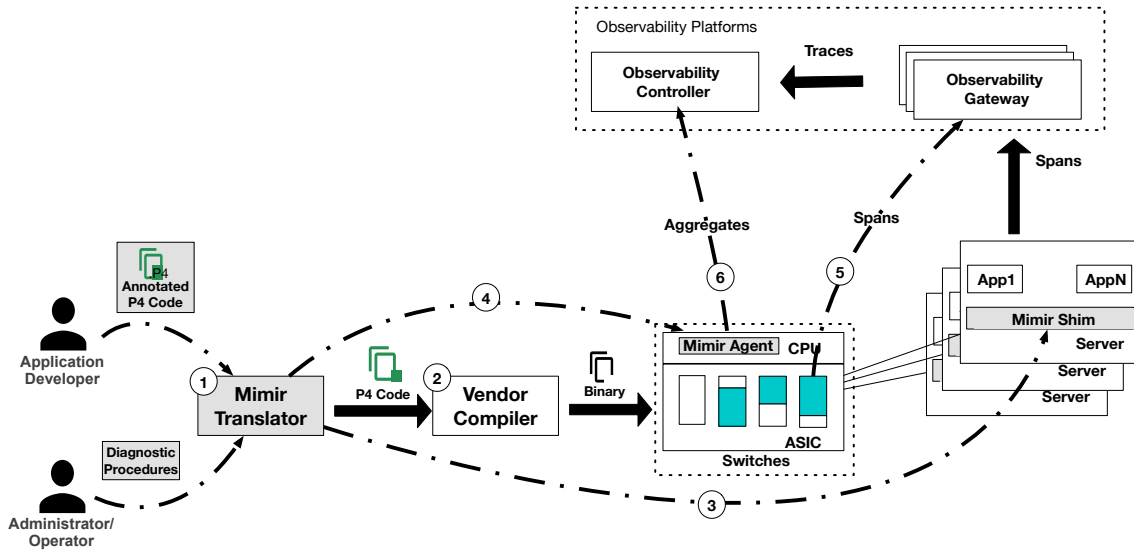 Observability Platforms
Traces
Observability
Controller
Observability
Gateway
Spans
Aggregates
Spans
.P4
Annotated
P4 Code
App1
AppN
6
5
4
Mimir Shim
Application
Developer
Mimir Agent
CPU
Server
Server
Server
1
Mimir
Translator
P4 Code
2
Vendor
Compiler
Binary
ASIC
Switches
Diagnostic
Procedures
3
Administrator/
Operator